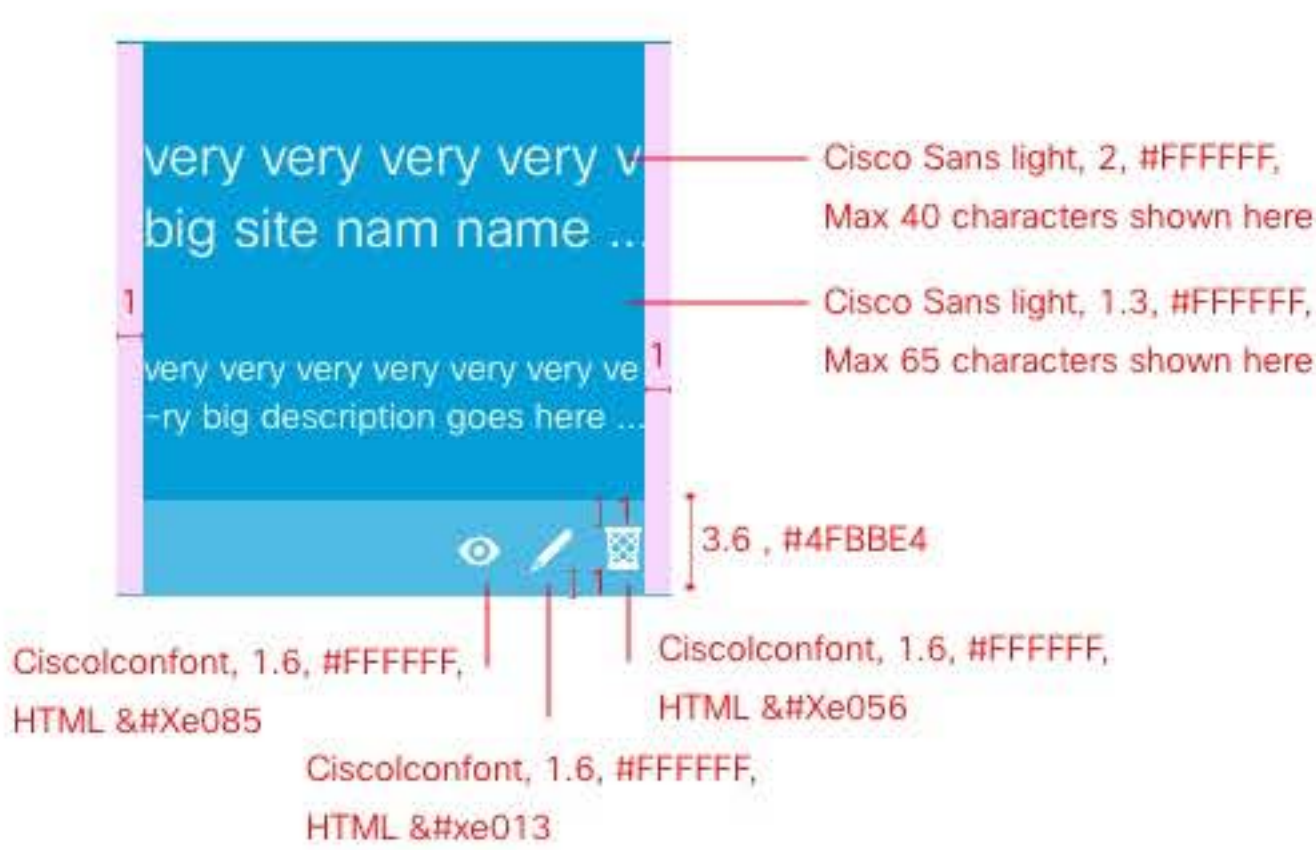 very very very very v
big site nam name ...
Cisco Sans light, 2, #FFFFFF,
Max 40 characters shown here
1
Cisco Sans light, 1.3, #FFFFFF,
Max 65 characters shown here
1
very very very very very very ve
-ry big description goes here ...
1
3.6 , #4FBBE4
1
CiscoIconfont, 1.6, #FFFFFF,
HTML &#Xe085
CiscoIconfont, 1.6, #FFFFFF,
HTML &#Xe056
CiscoIconfont, 1.6, #FFFFFF,
HTML &#xe013